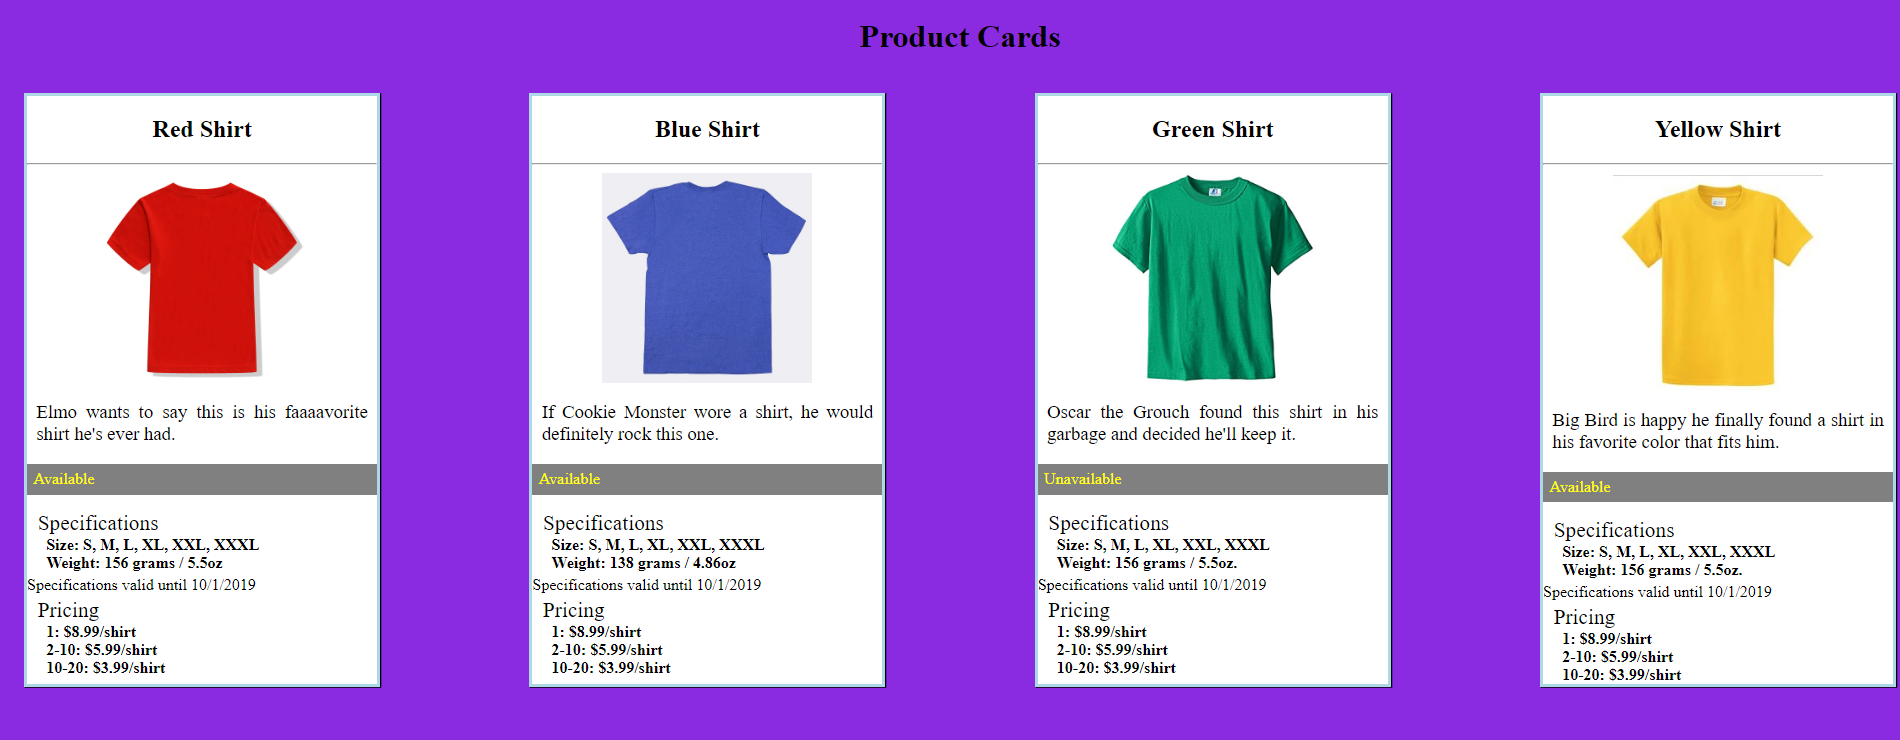 Product Cards
Red Shirt
Elmo wants to say this is his faaaavorite
shirt he's ever had.
Available
Specifications
Size: S, M, L, XL, XXL, XXXL
Weight: 156 grams / 5.5oz
Specifications valid until 10/1/2019
Pricing
1: $8.99/shirt
2-10: $5.99/shirt
10-20: $3.99/shirt
Blue Shirt
If Cookie Monster wore a shirt, he would
definitely rock this one.
Available
Specifications
Size: S, M, L, XL, XXL, XXXL
Weight: 138 grams / 4.86oz
Specifications valid until 10/1/2019
Pricing
1: $8.99/shirt
2-10: $5.99/shirt
10-20: $3.99/shirt
Green Shirt
Oscar the Grouch found this shirt in his
garbage and decided he'll keep it.
Unavailable
Specifications
Size: S, M, L, XL, XXL, XXXL
Weight: 156 grams / 5.5oz.
Specifications valid until 10/1/2019
Pricing
1: $8.99/shirt
2-10: $5.99/shirt
10-20: $3.99/shirt
Yellow Shirt
Big Bird is happy he finally found a shirt in
his favorite color that fits him.
Available
Specifications
Size: S, M, L, XL, XXL, XXXL
Weight: 156 grams / 5.5oz.
Specifications valid until 10/1/2019
Pricing
1: $8.99/shirt
2-10: $5.99/shirt
10-20: $3.99/shirt